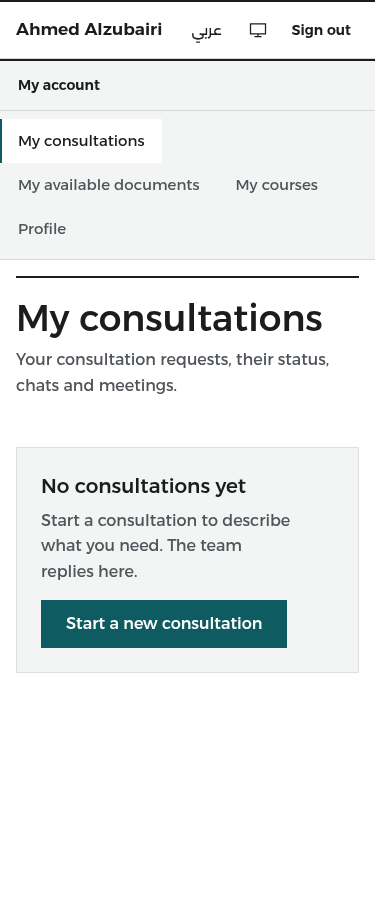 Ahmed Alzubairi
عربي
Sign out
My account
My consultations
My available documents
My courses
Profile
My consultations
Your consultation requests, their status,
chats and meetings.
No consultations yet
Start a consultation to describe
what you need. The team
replies here.
Start a new consultation